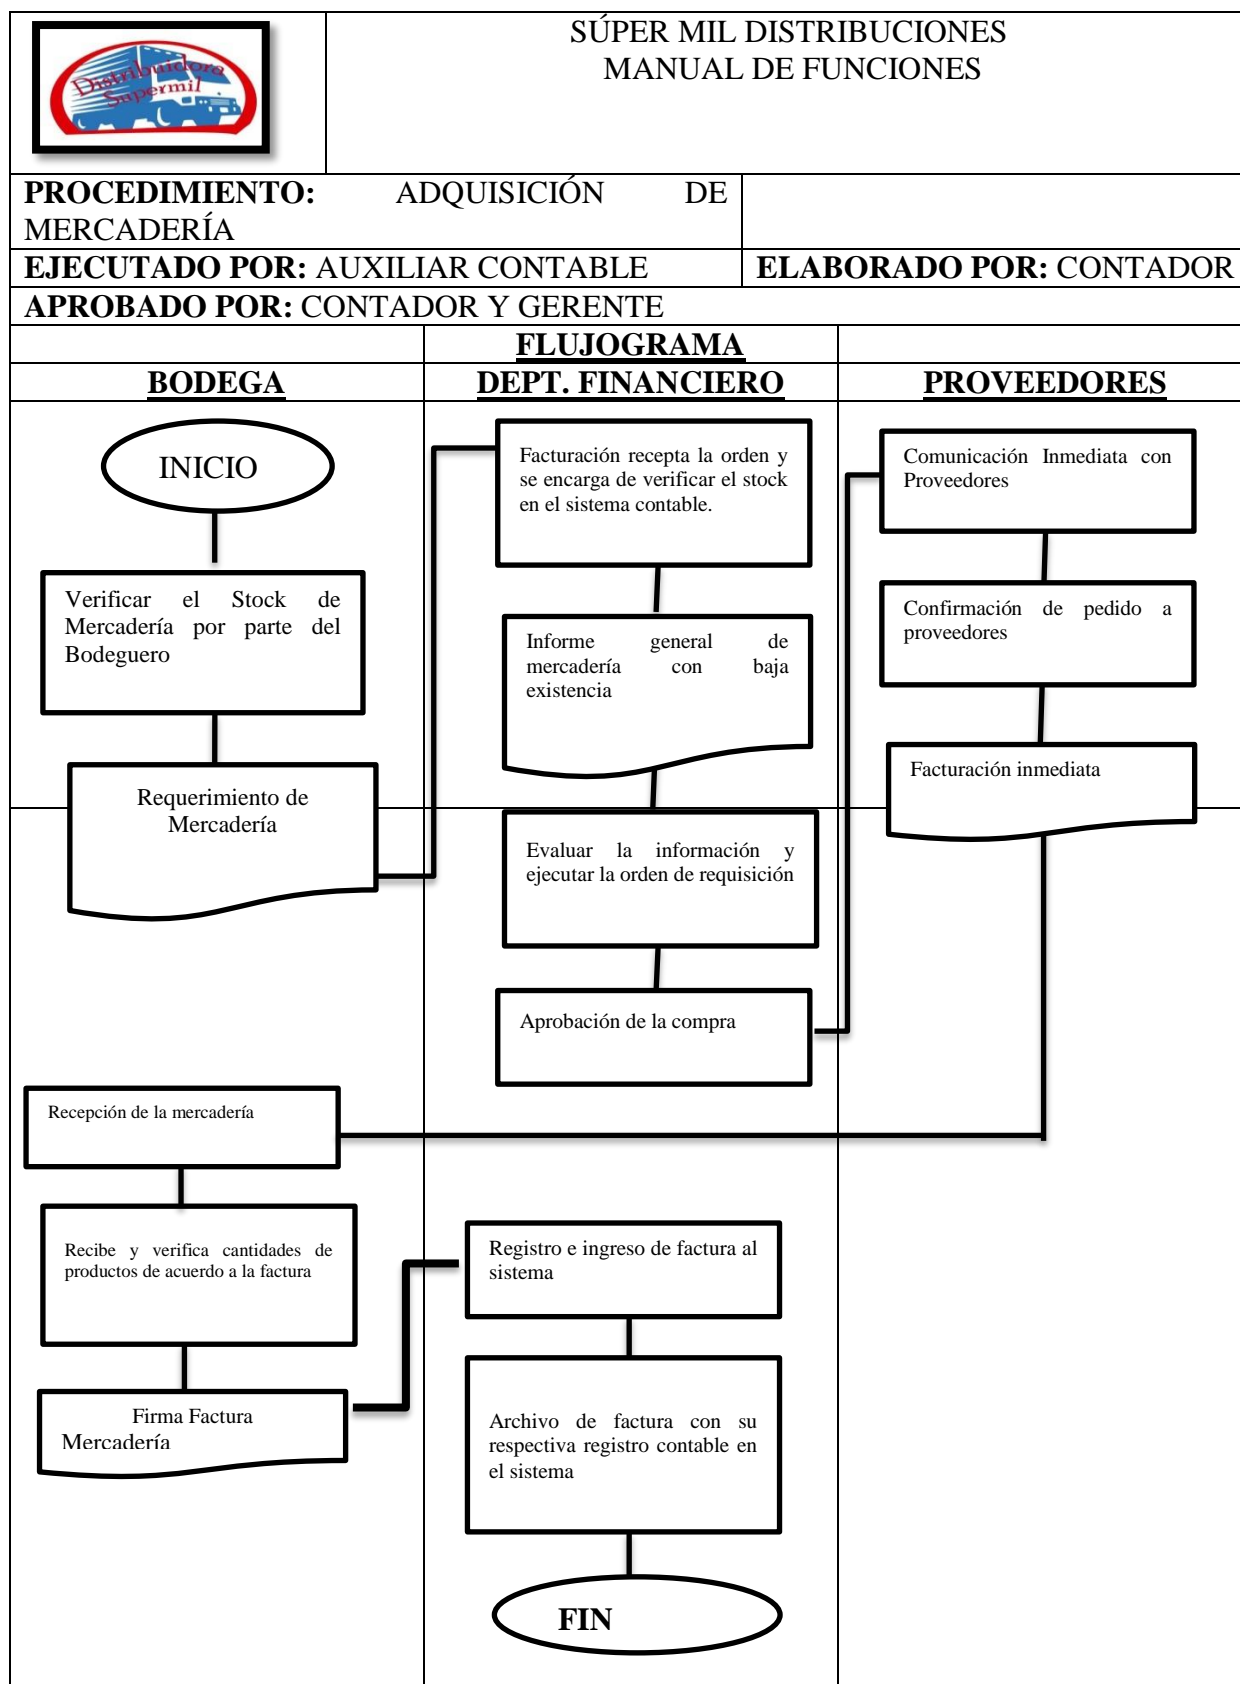 Distribuidora
Supermil
SÚPER MIL DISTRIBUCIONES
MANUAL DE FUNCIONES
PROCEDIMIENTO: ADQUISICIÓN DE
MERCADERÍA
EJECUTADO POR: AUXILIAR CONTABLE
ELABORADO POR: CONTADOR
APROBADO POR: CONTADOR Y GERENTE
FLUJOGRAMA
BODEGA
DEPT. FINANCIERO
PROVEEDORES
INICIO
Verificar el Stock de
Mercadería por parte del
Bodeguero
Requerimiento de
Mercadería
Facturación recepta la orden y
se encarga de verificar el stock
en el sistema contable.
Informe general de
mercadería con baja
existencia
Evaluar la información y
ejecutar la orden de requisición
Aprobación de la compra
Comunicación Inmediata con
Proveedores
Confirmación de pedido a
proveedores
Facturación inmediata
Recepción de la mercadería
Recibe y verifica cantidades de
productos de acuerdo a la factura
Firma Factura
Mercadería
Registro e ingreso de factura al
sistema
Archivo de factura con su
respectiva registro contable en
el sistema
FIN